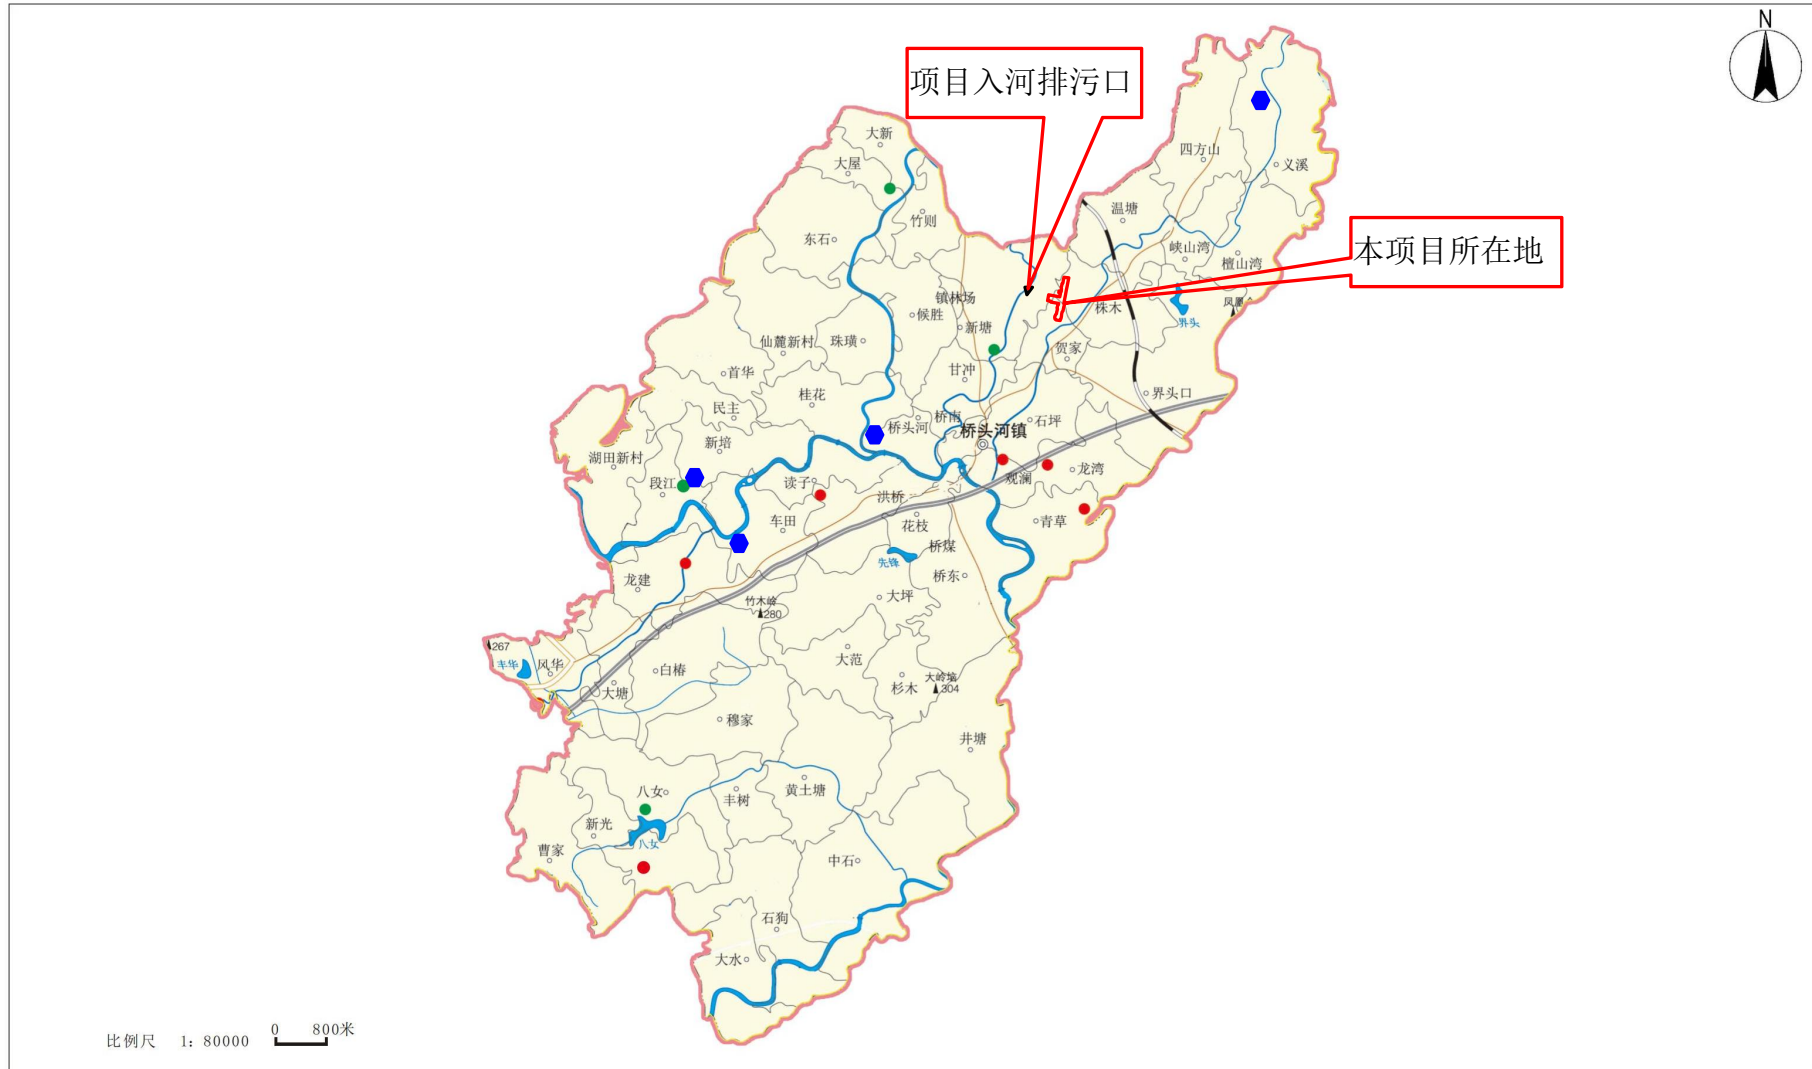 N
项目入河排污口
大新
大屋
四方山
义溪
竹则
温塘
东石
本项目所在地
峡山湾
檀山湾
镇林场
候胜
新塘
株木
凤凰
界头
仙麓新村
珠璜
贺家
首华
甘冲
桂花
界头口
民主
桥头河
桥南
石坪
新培
桥头河镇
湖田新村
段江
读子
观澜
龙湾
洪桥
车田
花枝
青草
桥煤
先锋
龙建
桥东
竹木岭
280
大坪
267
丰华
风华
白椿
大范
大塘
杉木
大岭埇
304
穆家
井塘
八女
丰树
黄土塘
新光
八女
曹家
中石
石狗
大水
比例尺 1: 80000
0 800米